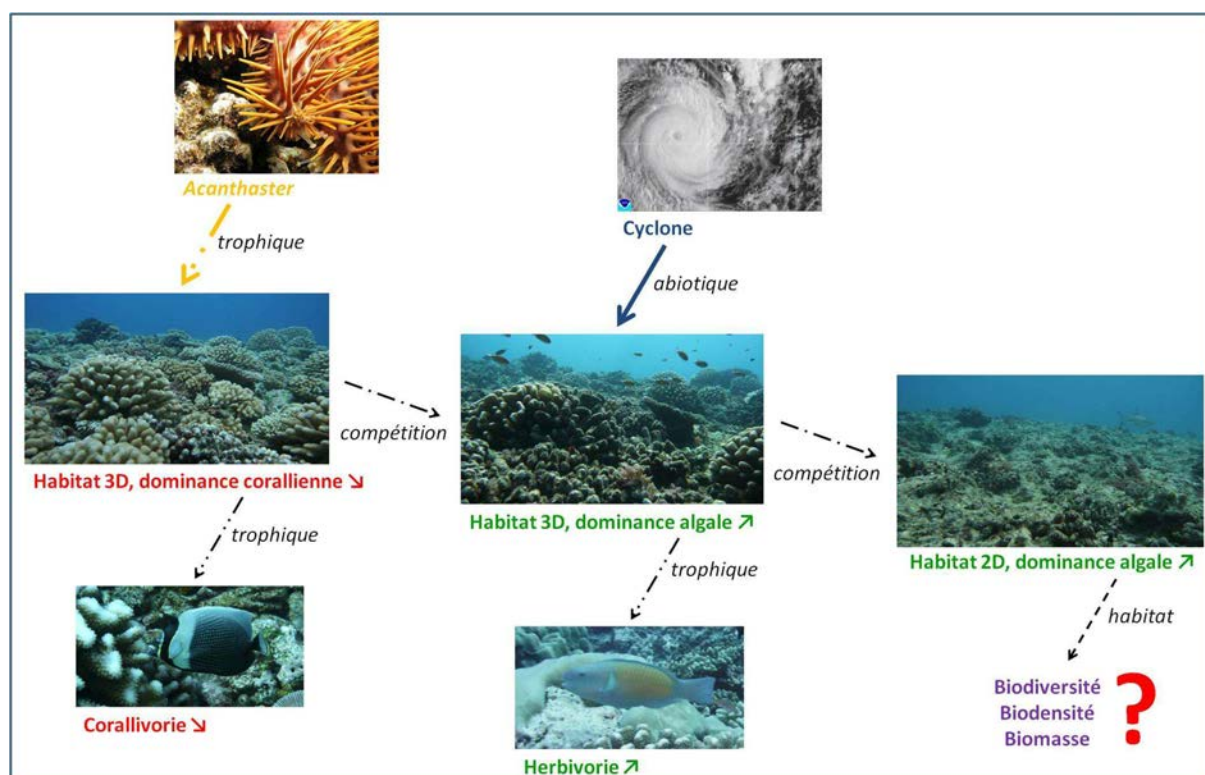 Acanthaster
trophique
Cyclone
abiotique
compétition
Habitat 3D, dominance corallienne ↘
trophique
Habitat 3D, dominance algale ↗
trophique
compétition
Habitat 2D, dominance algale ↗
habitat
Corallivorie ↘
Herbivorie ↗
Biodiversité
Biodensité
Biomasse
?